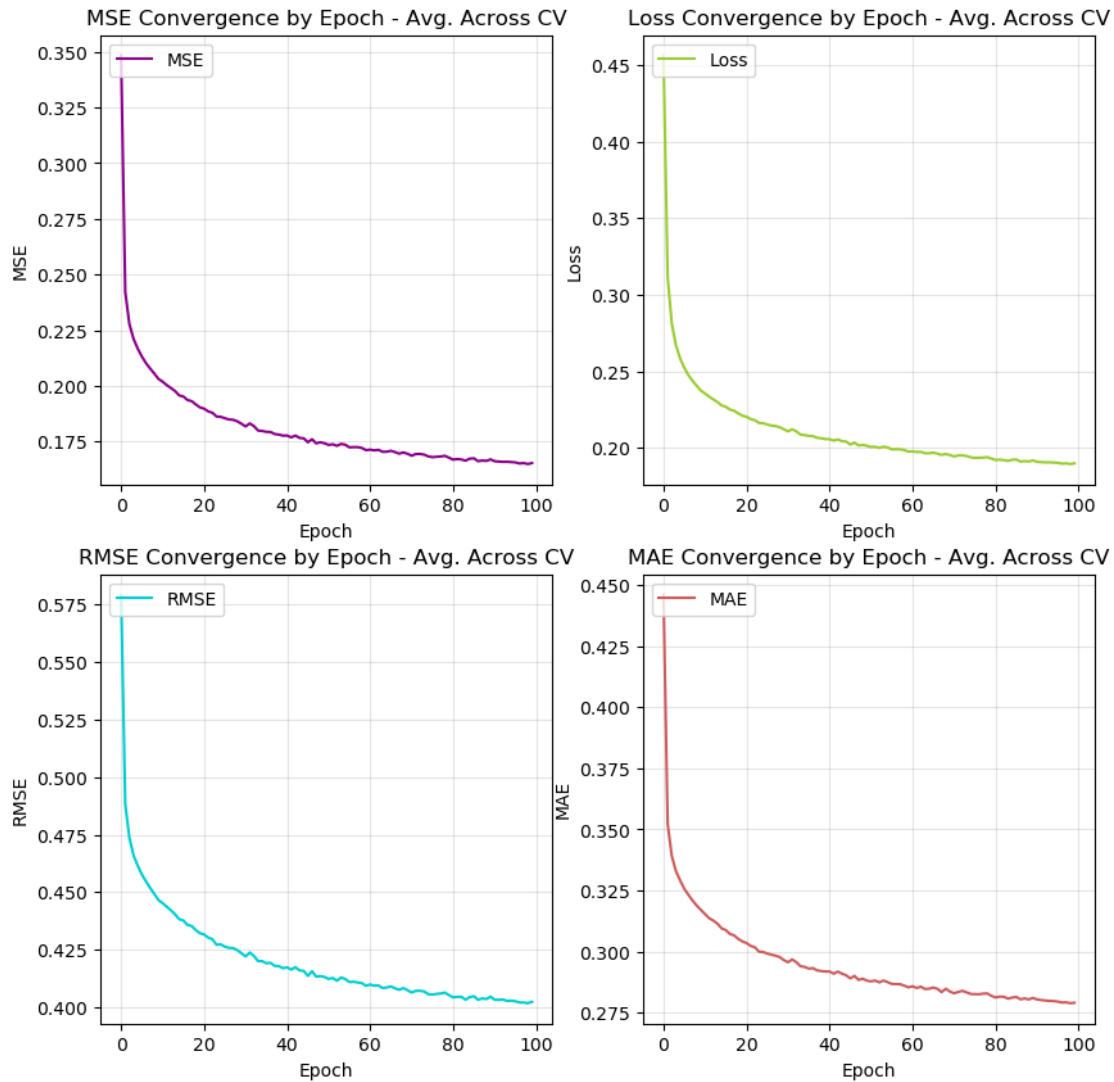 MSE Convergence by Epoch - Avg. Across CV
MSE
0.350
0.325
0.300
0.275
0.250
0.225
0.200
0.175
MSE
0 20 40 60 80 100
Epoch
Loss Convergence by Epoch - Avg. Across CV
Loss
0.45
0.40
0.35
0.30
0.25
0.20
Loss
0 20 40 60 80 100
Epoch
RMSE Convergence by Epoch - Avg. Across CV
RMSE
0.575
0.550
0.525
0.500
0.475
0.450
0.425
0.400
RMSE
0 20 40 60 80 100
Epoch
MAE Convergence by Epoch - Avg. Across CV
MAE
0.450
0.425
0.400
0.375
0.350
0.325
0.300
0.275
MAE
0 20 40 60 80 100
Epoch